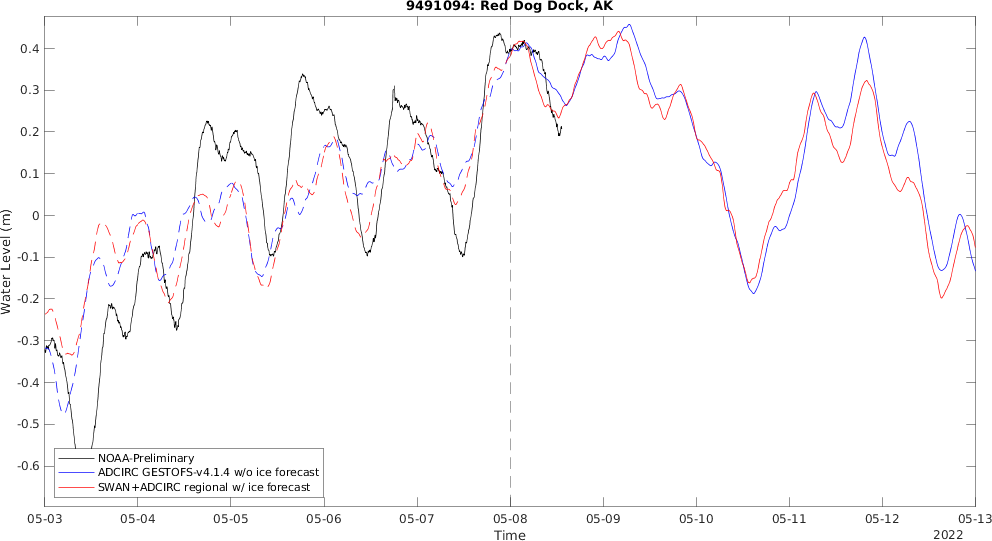 9491094: Red Dog Dock, AK
Water Level (m)
0.4
0.3
0.2
0.1
0
-0.1
-0.2
-0.3
-0.4
-0.5
-0.6
NOAA-Preliminary
ADCIRC GESTOFS-v4.1.4 w/o ice forecast
SWAN+ADCIRC regional w/ ice forecast
05-03 05-04 05-05 05-06 05-07 05-08 05-09 05-10 05-11 05-12 05-13
Time
2022